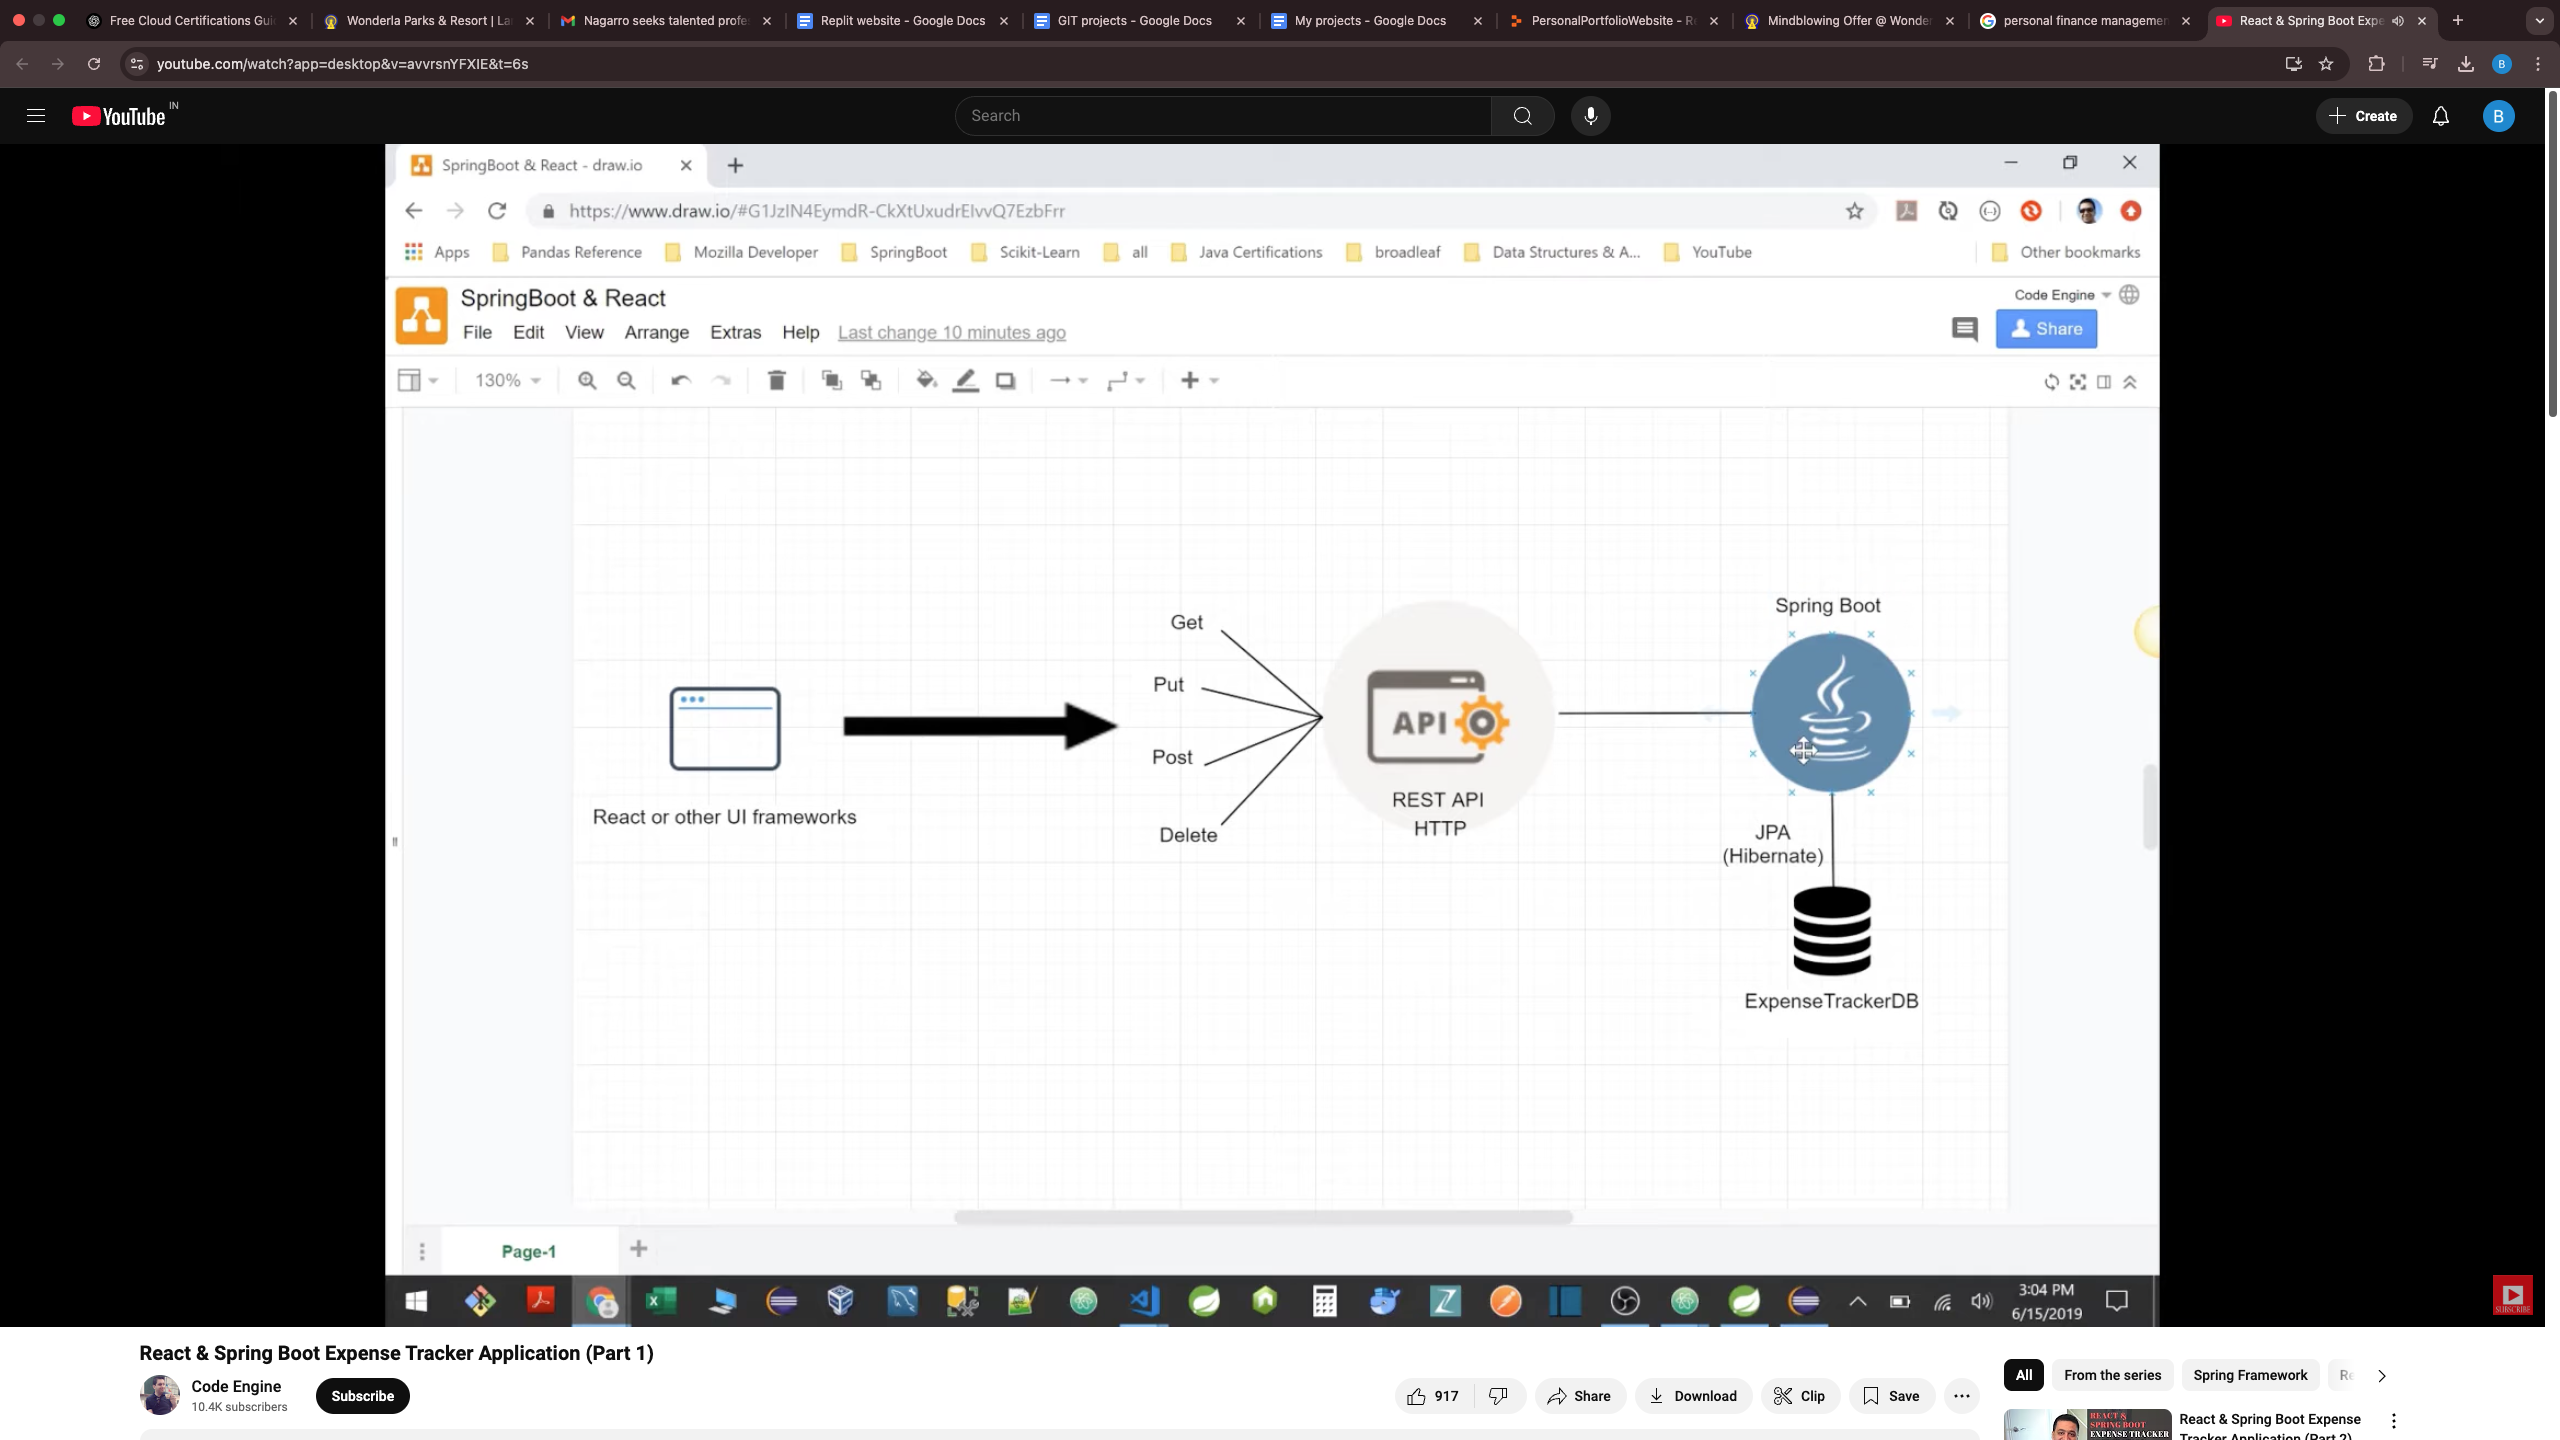 Free Cloud Certifications Gui
Wonderla Parks & Resort | La
Nagarro seeks talented profe
Replit website - Google Docs
GIT projects - Google Docs
My projects - Google Docs
PersonalPortfolioWebsite - R
Mindblowing Offer @ Wonde
personal finance managemen
React & Spring Boot Expe
youtube.com/watch?app=desktop&v=avvrsnYFXIE&t=6s
B
YouTube IN
Search
Create
B
SpringBoot & React - draw.io
https://www.draw.io/#G1JzIN4EymdR-CkXtUxudrEIvvQ7EzbFrr
Apps
Pandas Reference
Mozilla Developer
SpringBoot
Scikit-Learn
all
Java Certifications
broadleaf
Data Structures & A...
YouTube
Other bookmarks
SpringBoot & React
Code Engine
File Edit View Arrange Extras Help Last change 10 minutes ago
Share
130%
Spring Boot
Get
Put
API
Post
React or other UI frameworks
REST API
HTTP
Delete
JPA
(Hibernate)
ExpenseTrackerDB
Page-1
3:04 PM
6/15/2019
SUBSCRIBE
React & Spring Boot Expense Tracker Application (Part 1)
Code Engine
10.4K subscribers
Subscribe
917
Share
Download
Clip
Save
All
From the series
Spring Framework
Re
REACT &
SPRING BOOT
EXPENSE TRACKER
React & Spring Boot Expense
Tracker Application (Part 2)